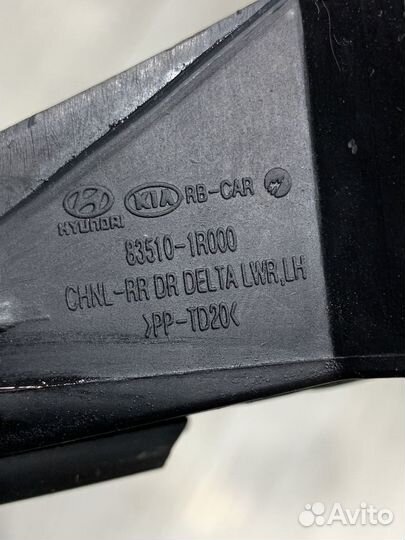 HYUNDAI KIA RB-CAR
83510-1R000
CHNL-RR DR DELTA LWR,LH
>PP-TD20<
Avito